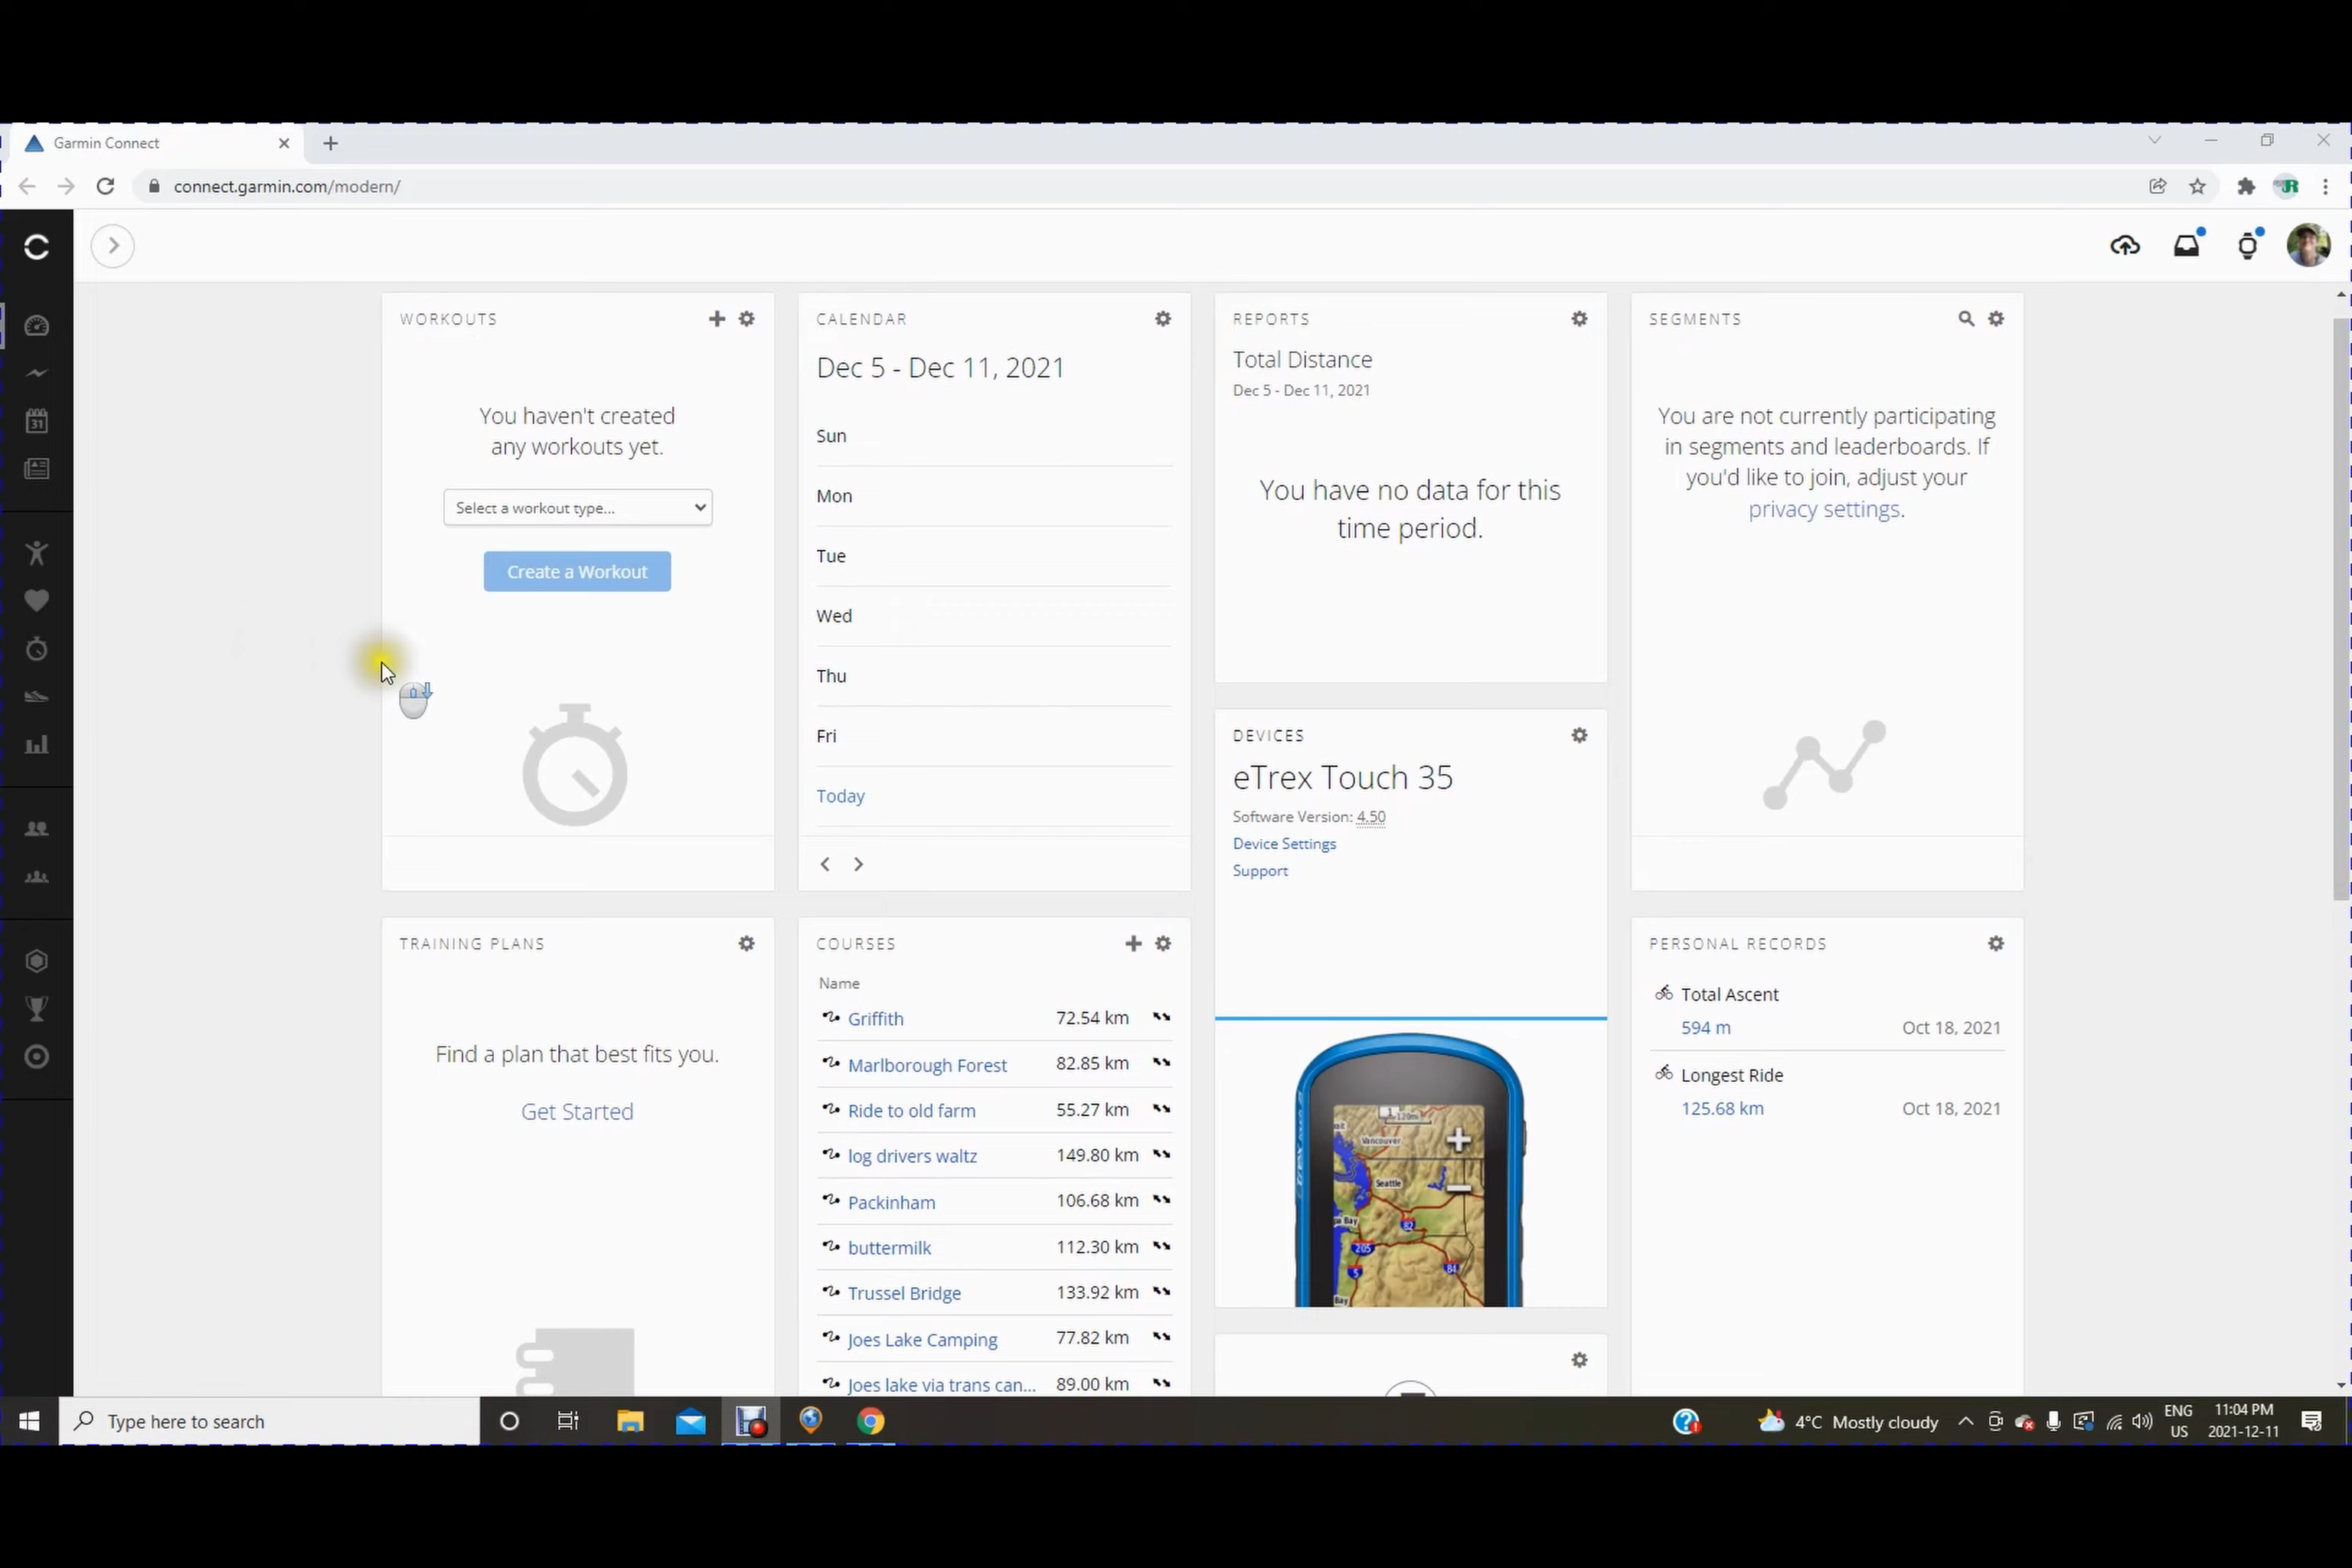 Garmin Connect
connect.garmin.com/modern/
WORKOUTS
You haven't created
any workouts yet.
Select a workout type...
Create a Workout
CALENDAR
Dec 5 - Dec 11, 2021
Sun
Mon
Tue
Wed
Thu
Fri
Today
REPORTS
Total Distance
Dec 5 - Dec 11, 2021
You have no data for this
time period.
SEGMENTS
You are not currently participating
in segments and leaderboards. If
you'd like to join, adjust your
privacy settings.
DEVICES
eTrex Touch 35
Software Version: 4.50
Device Settings
Support
TRAINING PLANS
Find a plan that best fits you.
Get Started
COURSES
Name
Griffith 72.54 km
Marlborough Forest 82.85 km
Ride to old farm 55.27 km
log drivers waltz 149.80 km
Packinham 106.68 km
buttermilk 112.30 km
Trussel Bridge 133.92 km
Joes Lake Camping 77.82 km
Joes lake via trans can... 89.00 km
120mi
Vancouver
Seattle
82
205
5
84
PERSONAL RECORDS
Total Ascent
594 m Oct 18, 2021
Longest Ride
125.68 km Oct 18, 2021
Type here to search
4°C Mostly cloudy
ENG
US
11:04 PM
2021-12-11